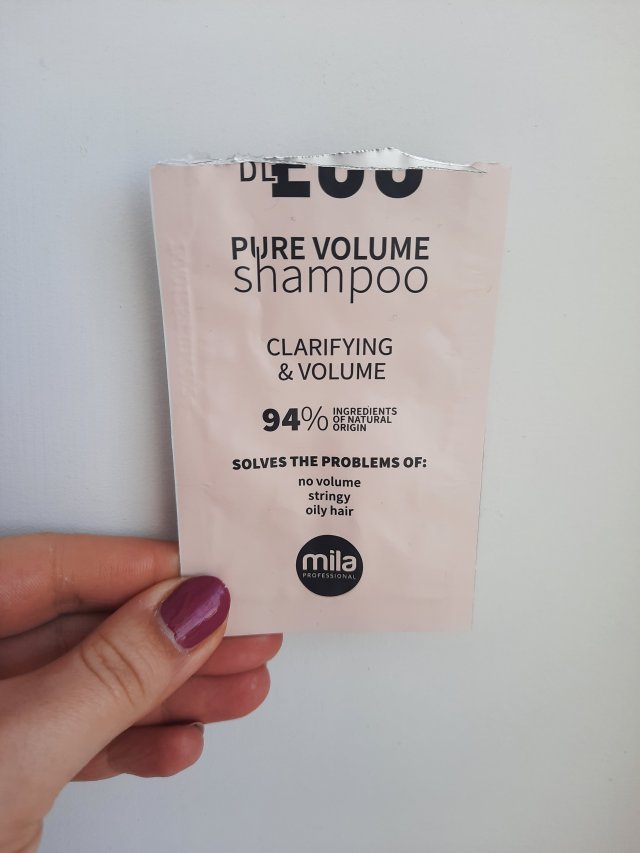 PURE VOLUME
shampoo
CLARIFYING
& VOLUME
94% INGREDIENTS
OF NATURAL
ORIGIN
SOLVES THE PROBLEMS OF:
no volume
stringy
oily hair
mila
PROFESSIONAL